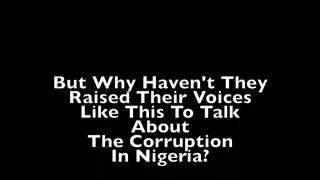 But Why Haven't They
Raised Their Voices
Like This To Talk
About
The Corruption
In Nigeria?